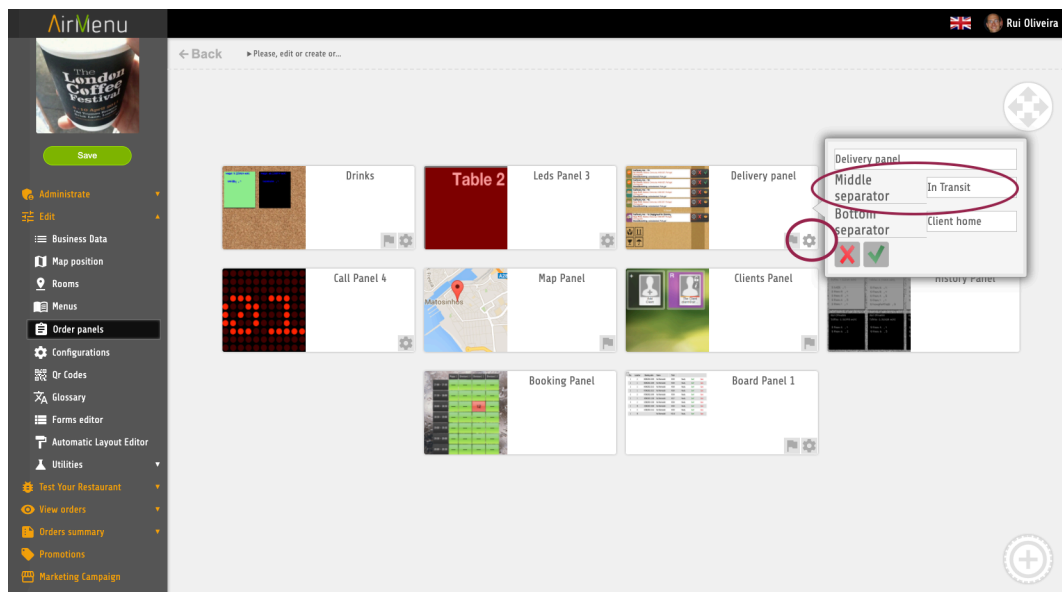 AirMenu
Rui Oliveira
The
London
Coffee
Festival
← Back
►Please, edit or create or...
Save
Administrate
Edit
Business Data
Map position
Rooms
Menus
Order panels
Configurations
Qr Codes
Glossary
Forms editor
Automatic Layout Editor
Utilities
Test Your Restaurant
View orders
Orders summary
Promotions
Marketing Campaign
Drinks
Table 2
Leds Panel 3
Delivery panel
Delivery panel
Middle separator
In Transit
Bottom separator
Client home
01
Call Panel 4
Matosinhos
Map Panel
Clients Panel
History Panel
Booking Panel
Board Panel 1